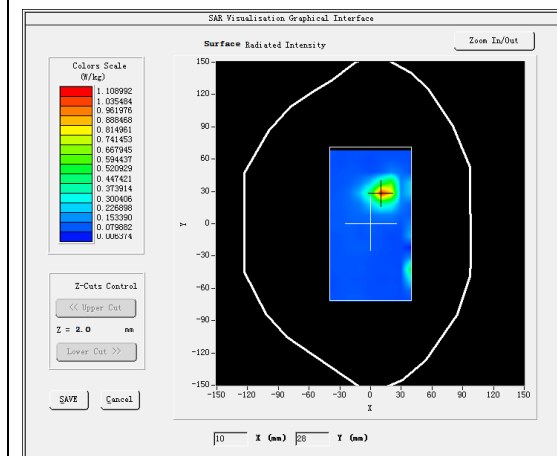 SAR Visualisation Graphical Interface
Surface Radiated Intensity
Zoom In/Out
Colors Scale
(W/kg)
1.108992
1.035484
0.961976
0.888468
0.814961
0.741453
0.667945
0.594437
0.520929
0.447421
0.373914
0.300406
0.226898
0.153390
0.079882
0.006374
Z-Cuts Control
<< Upper Cut
Z = 2.0 mm
Lower Cut >>
SAVE
Cancel
150
120
90
60
30
0
-30
-60
-90
-120
-150
Y
-150 -120 -90 -60 -30 0 30 60 90 120 150
X
10 X (mm) 28 Y (mm)